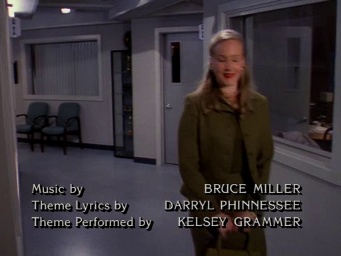 Music by BRUCE MILLER
Theme Lyrics by DARRYL PHINNESSEE
Theme Performed by KELSEY GRAMMER